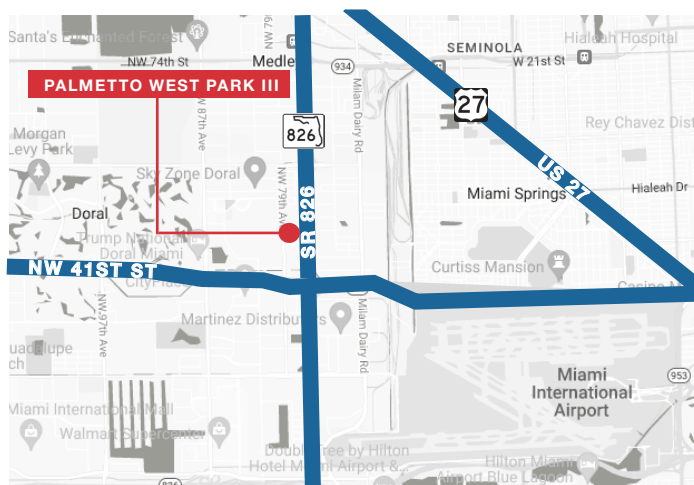 Santa's Enchanted Forest
NW 74th St
Medley
SEMINOLA
Hialeah Hospital
W 21st St
934
PALMETTO WEST PARK III
NW 87th Ave
Milam Dairy Rd
27
826
Rey Chavez Dist
Morgan
Levy Park
Sky Zone Doral
NW 79th Ave
US 27
Hialeah Dr
Miami Springs
Doral
SR 826
Trump National
Doral Miami
Curtiss Mansion
NW 41ST ST
CityPlace
NW 97th Ave
Martinez Distributors
Milam Dairy Rd
Miami
International
Airport
953
Miami International Mall
Walmart Supercenter
DoubleTree by Hilton
Hotel Miami Airport &...
Hilton Miami
Airport Blue Lagoon
826